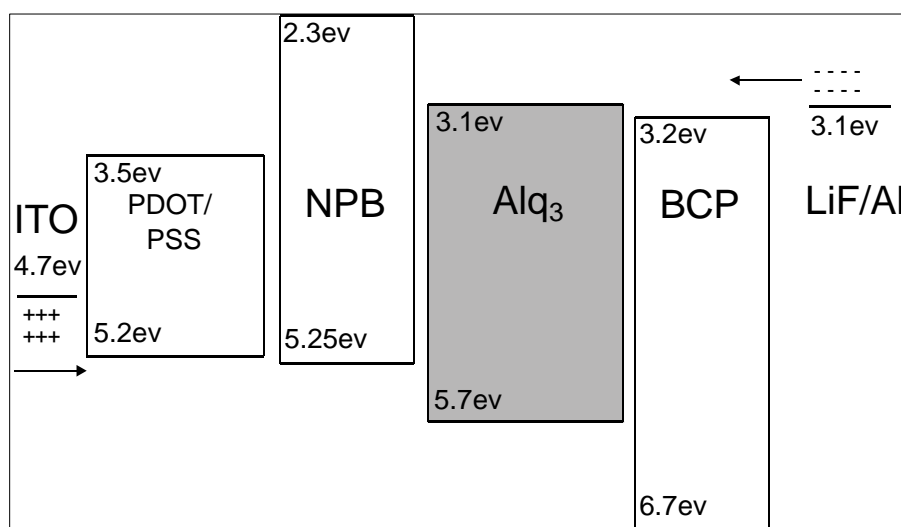 2.3ev
3.1ev
3.2ev
3.1ev
3.5ev
PDOT/
PSS
NPB
Alq₃
BCP
LiF/Al
ITO
4.7ev
+++
+++
5.2ev
5.25ev
5.7ev
6.7ev
- - - -
- - - -